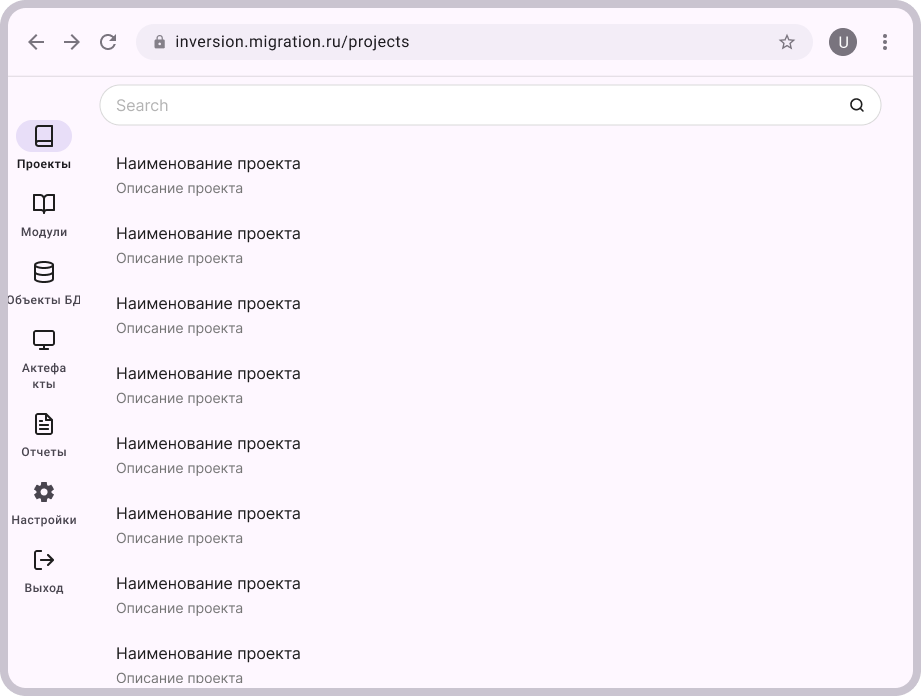 inversion.migration.ru/projects
U
Search
Проекты
Модули
Объекты БД
Актефа
кты
Отчеты
Настройки
Выход
Наименование проекта
Описание проекта
Наименование проекта
Описание проекта
Наименование проекта
Описание проекта
Наименование проекта
Описание проекта
Наименование проекта
Описание проекта
Наименование проекта
Описание проекта
Наименование проекта
Описание проекта
Наименование проекта
Описание проекта